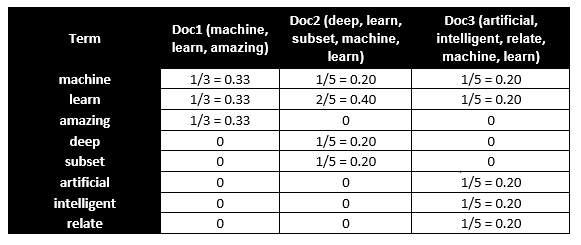 Term Doc1 (machine, learn, amazing) Doc2 (deep, learn, subset, machine, learn) Doc3 (artificial, intelligent, relate, machine, learn)
machine 1/3 = 0.33 1/5 = 0.20 1/5 = 0.20
learn 1/3 = 0.33 2/5 = 0.40 1/5 = 0.20
amazing 1/3 = 0.33 0 0
deep 0 1/5 = 0.20 0
subset 0 1/5 = 0.20 0
artificial 0 0 1/5 = 0.20
intelligent 0 0 1/5 = 0.20
relate 0 0 1/5 = 0.20